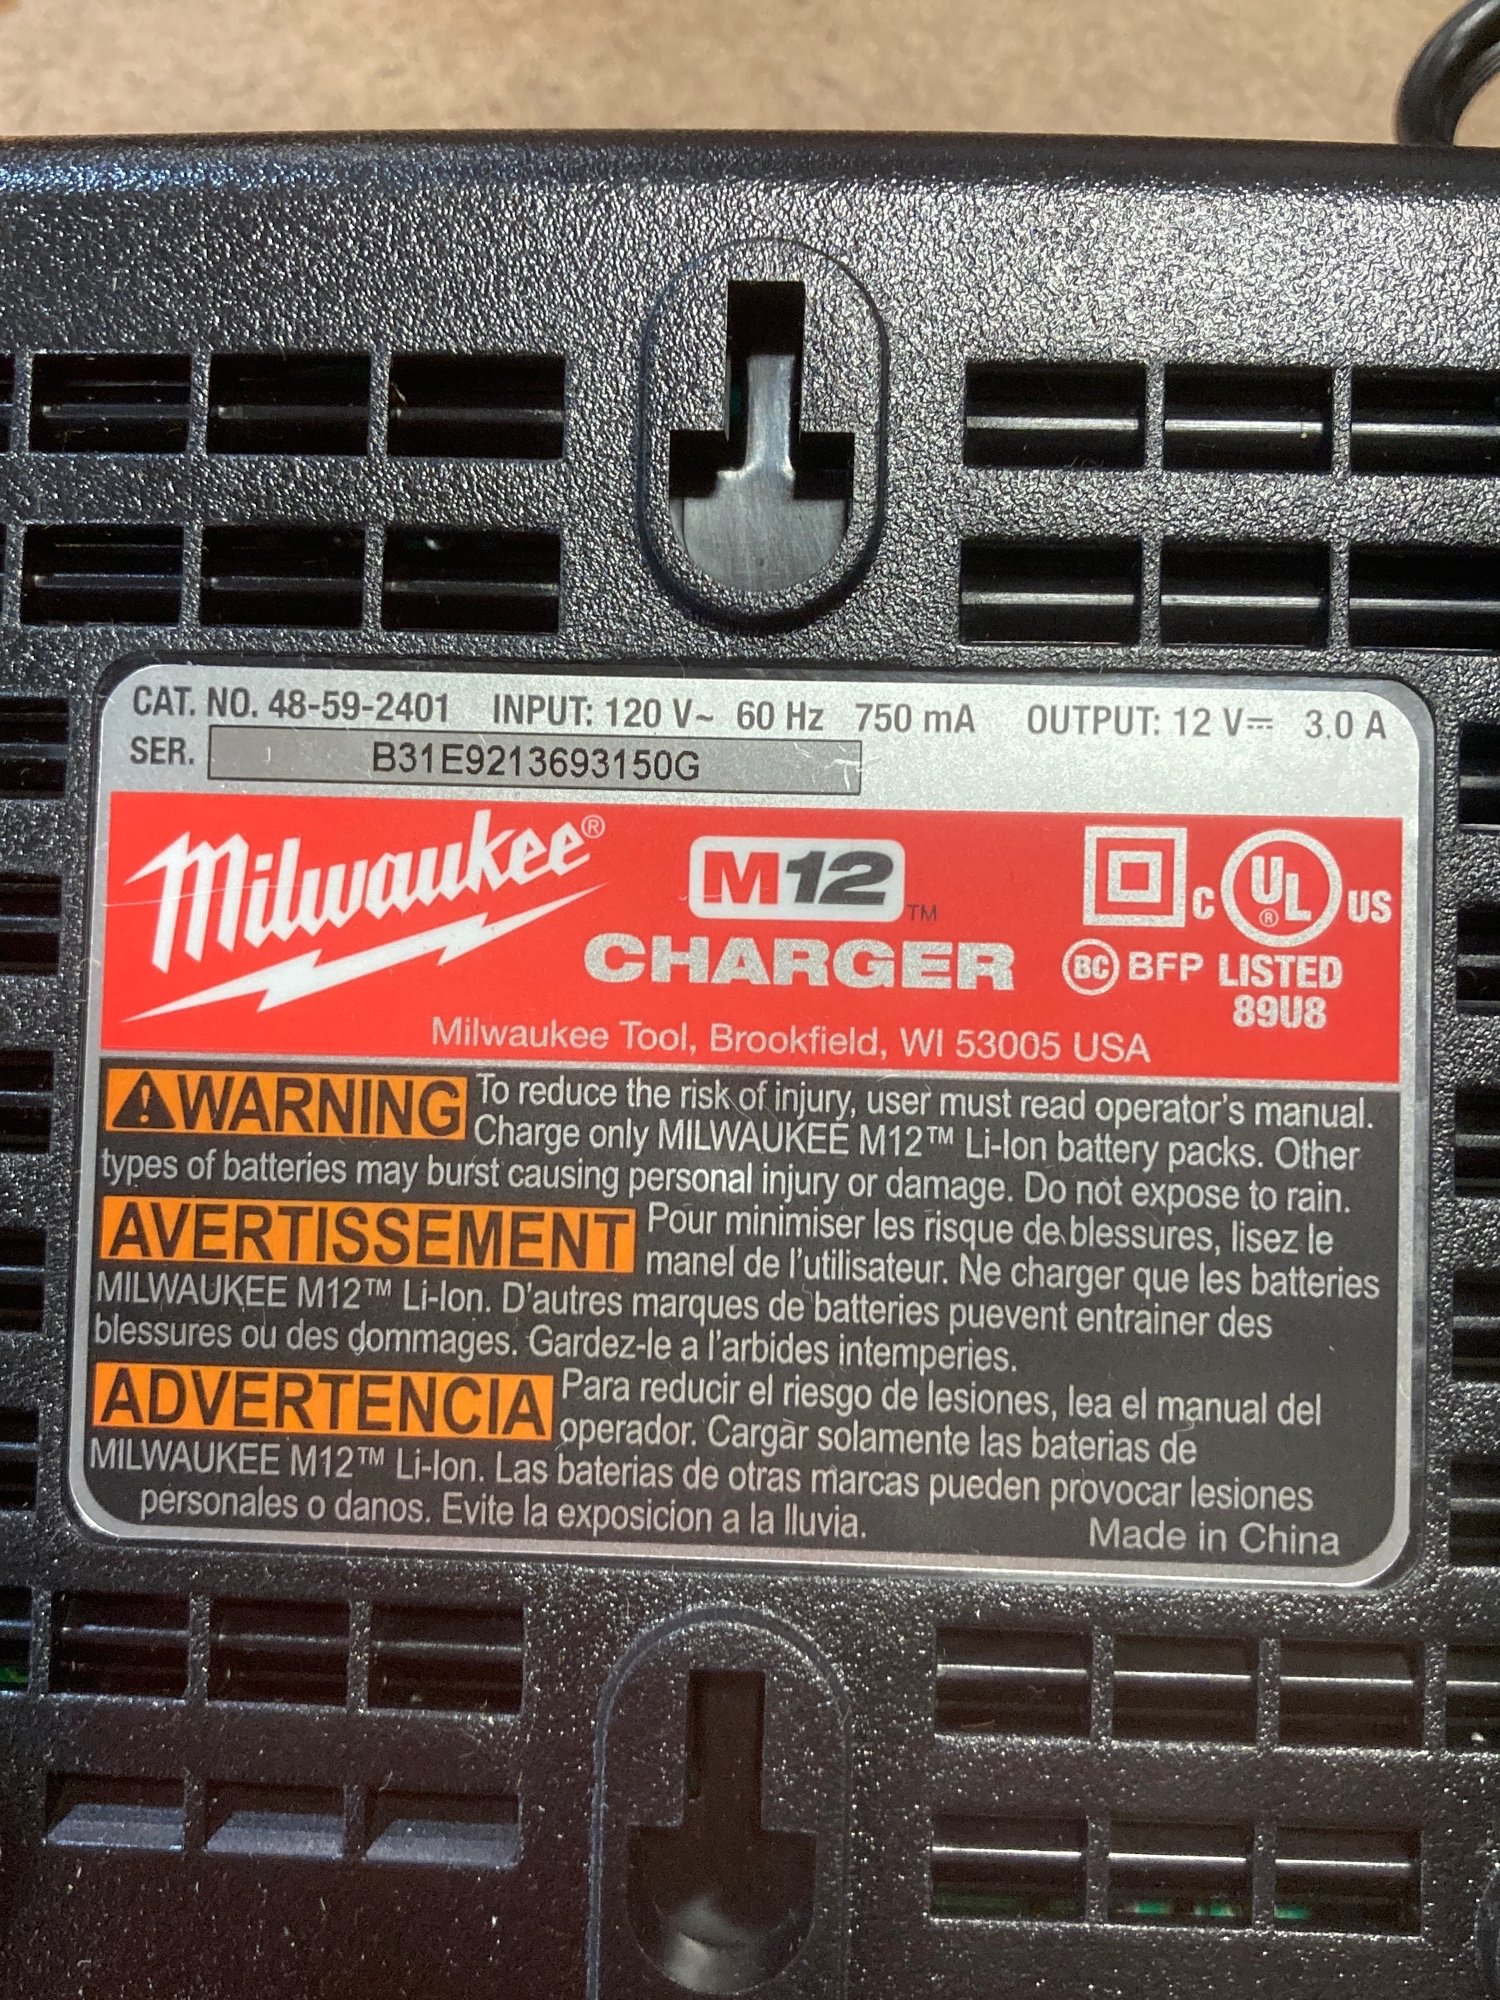 CAT. NO. 48-59-2401 INPUT: 120 V~ 60 Hz 750 mA OUTPUT: 12 V⎓ 3.0 A
SER. B31E9213693150G
Milwaukee®
M12™
CHARGER
C UL® US
BC BFP LISTED
89U8
Milwaukee Tool, Brookfield, WI 53005 USA
⚠WARNING To reduce the risk of injury, user must read operator's manual.
Charge only MILWAUKEE M12™ Li-Ion battery packs. Other
types of batteries may burst causing personal injury or damage. Do not expose to rain.
AVERTISSEMENT Pour minimiser les risque de blessures, lisez le
manel de l'utilisateur. Ne charger que les batteries
MILWAUKEE M12™ Li-Ion. D'autres marques de batteries puevent entrainer des
blessures ou des dommages. Gardez-le a l'arbides intemperies.
ADVERTENCIA Para reducir el riesgo de lesiones, lea el manual del
operador. Cargar solamente las baterias de
MILWAUKEE M12™ Li-Ion. Las baterias de otras marcas pueden provocar lesiones
personales o danos. Evite la exposicion a la lluvia. Made in China